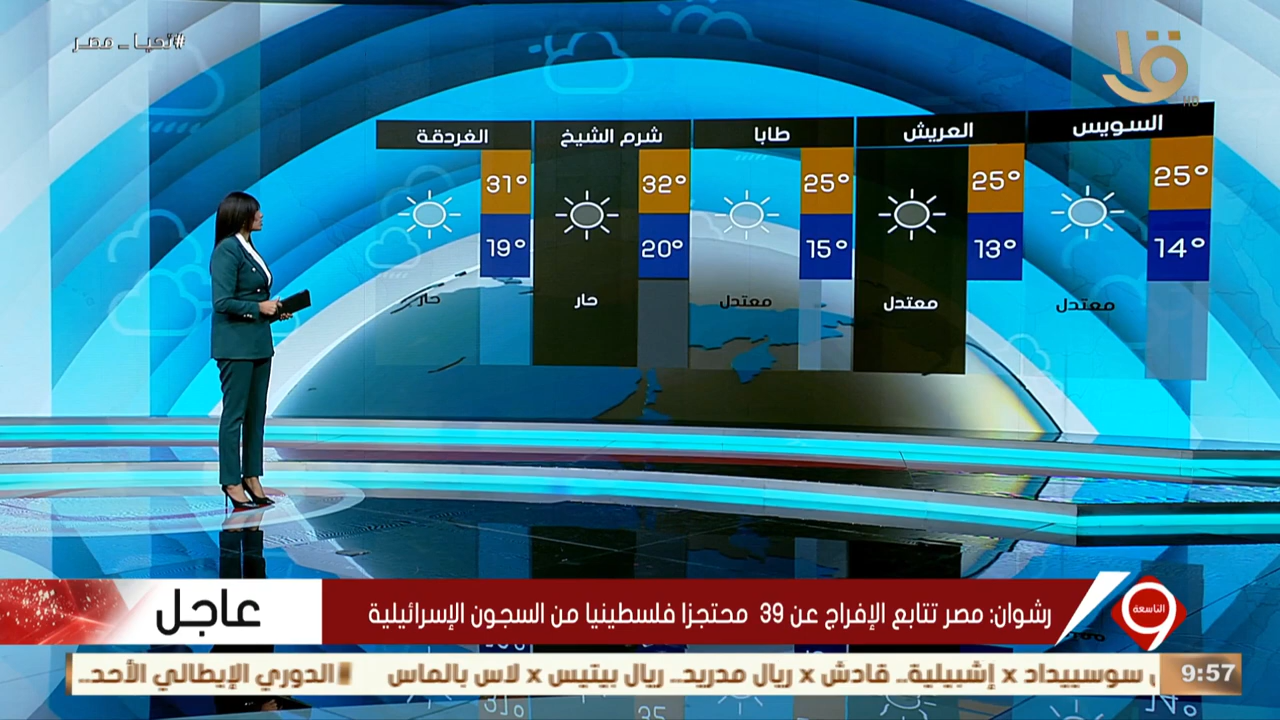 #تحيا_مصر
السويس
العريش
طابا
شرم الشيخ
الغردقة
25°
25°
25°
32°
31°
14°
13°
15°
20°
19°
معتدل
معتدل
معتدل
حار
حار
التاسعة
رشوان: مصر تتابع الإفراج عن 39 محتجزا فلسطينيا من السجون الإسرائيلية
عاجل
9:57
سوسييداد x إشبيلية.. قادش x ريال مدريد.. ريال بيتيس x لاس بالماس
الدوري الإيطالي الأحد..